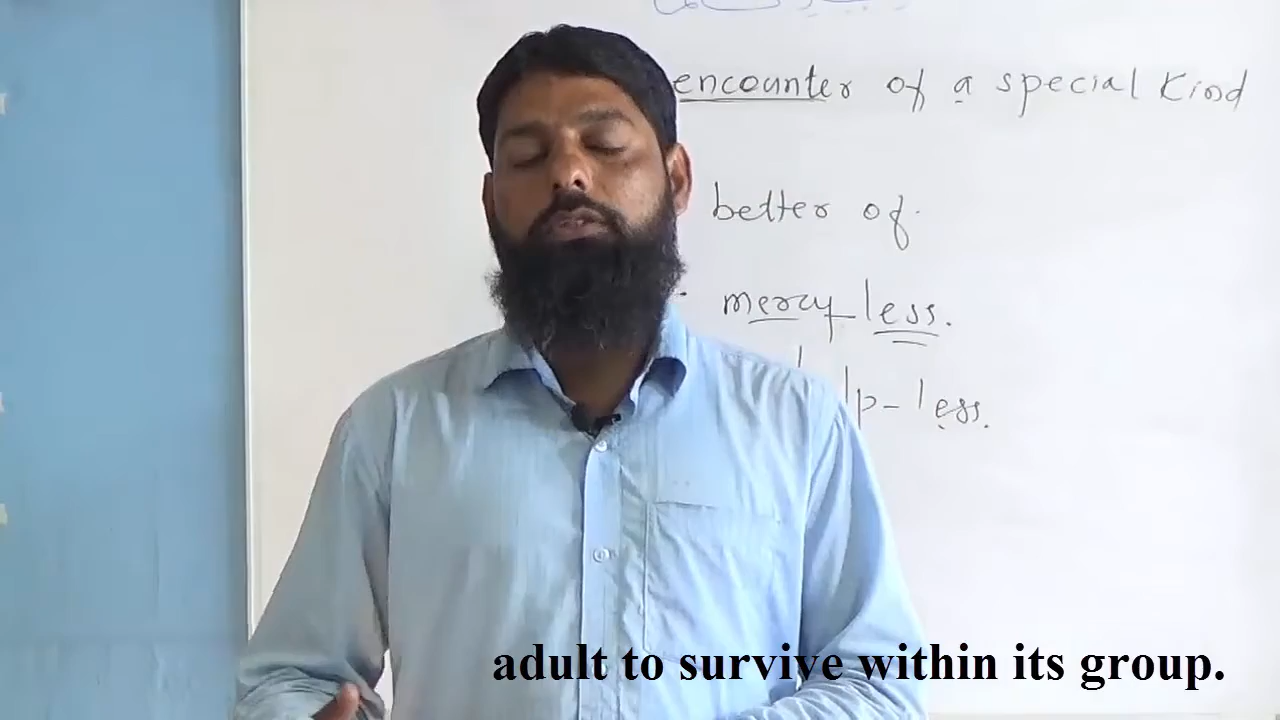 encounter of a special kind
better of
mercy-less.
lp-less.
adult to survive within its group.